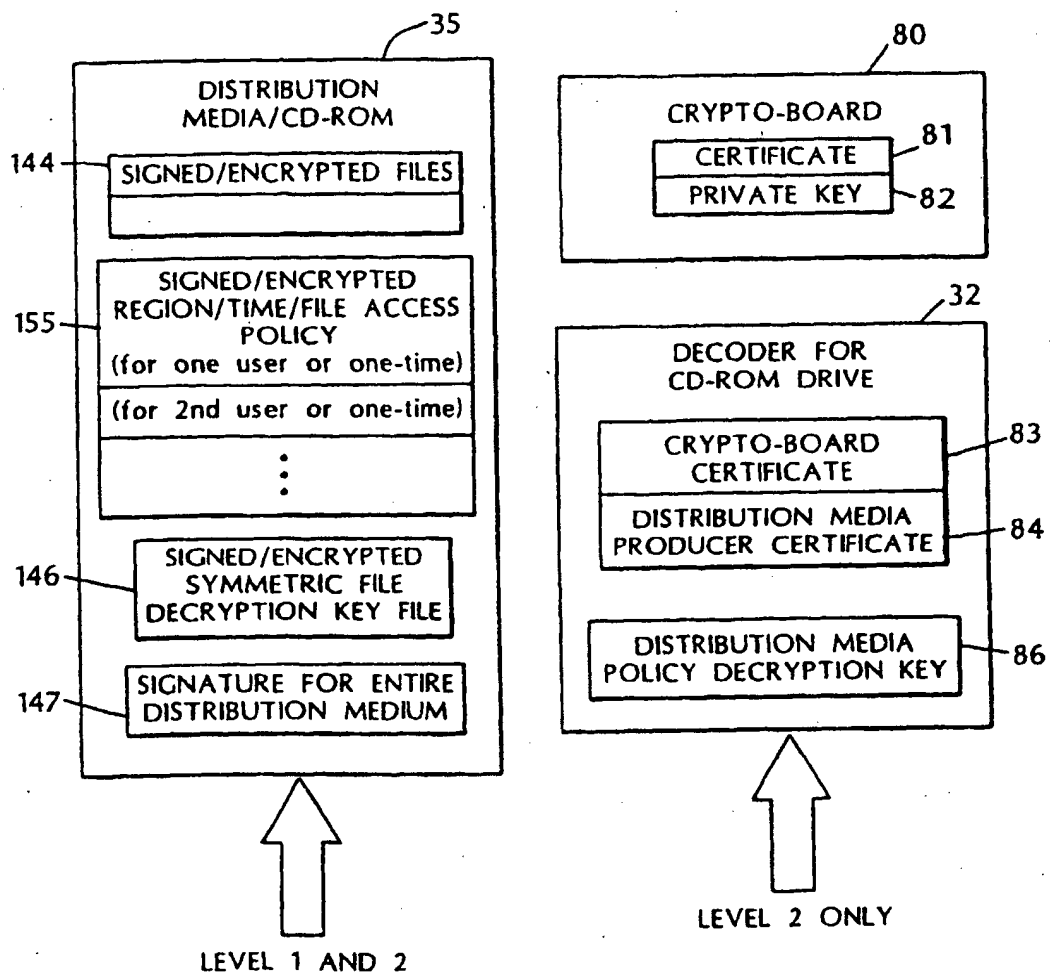 35
DISTRIBUTION
MEDIA/CD-ROM
144
SIGNED/ENCRYPTED FILES
155
SIGNED/ENCRYPTED
REGION/TIME/FILE ACCESS
POLICY
(for one user or one-time)
(for 2nd user or one-time)
146
SIGNED/ENCRYPTED
SYMMETRIC FILE
DECRYPTION KEY FILE
147
SIGNATURE FOR ENTIRE
DISTRIBUTION MEDIUM
LEVEL 1 AND 2
80
CRYPTO-BOARD
CERTIFICATE
81
PRIVATE KEY
82
32
DECODER FOR
CD-ROM DRIVE
CRYPTO-BOARD
CERTIFICATE
83
DISTRIBUTION MEDIA
PRODUCER CERTIFICATE
84
DISTRIBUTION MEDIA
POLICY DECRYPTION KEY
86
LEVEL 2 ONLY